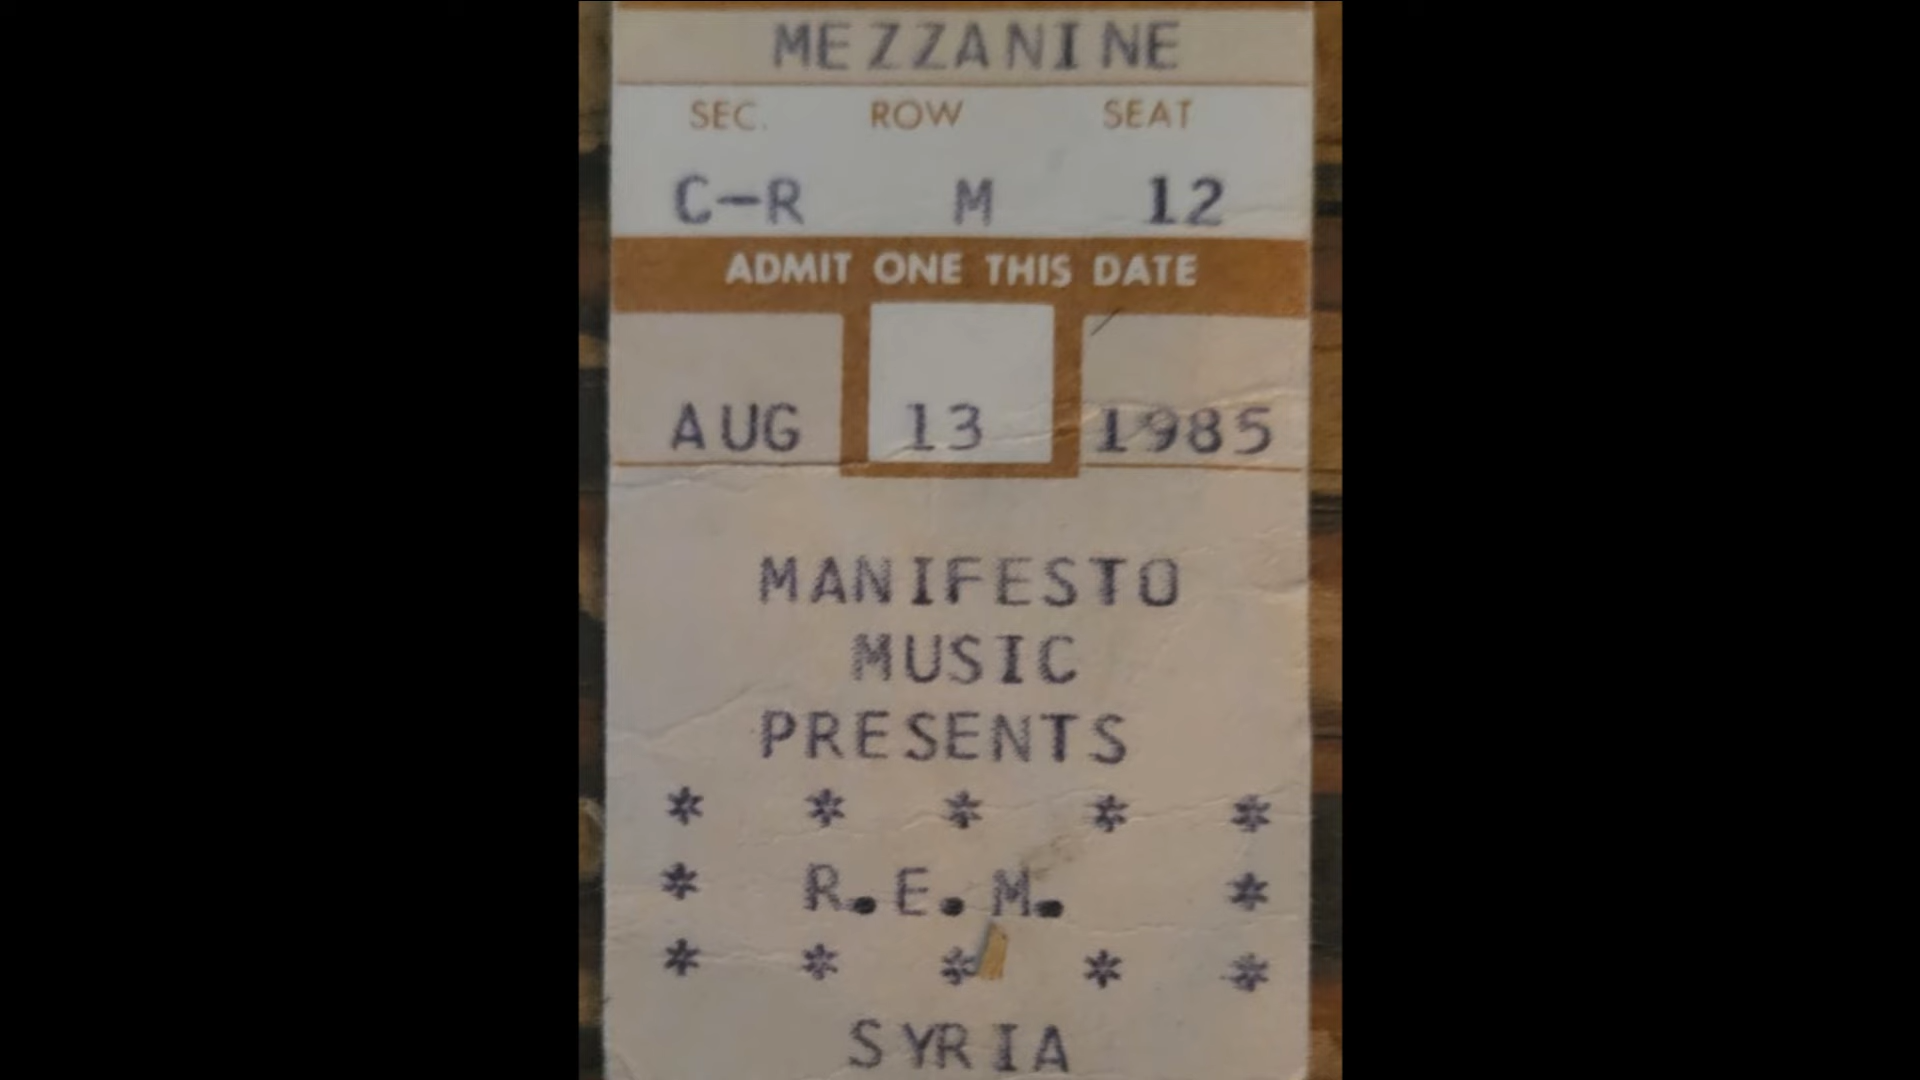 MEZZANINE
SEC. ROW SEAT
C-R M 12
ADMIT ONE THIS DATE
AUG 13 1985
MANIFESTO
MUSIC
PRESENTS
* * * * *
* R.E.M. *
* * * * *
SYRIA